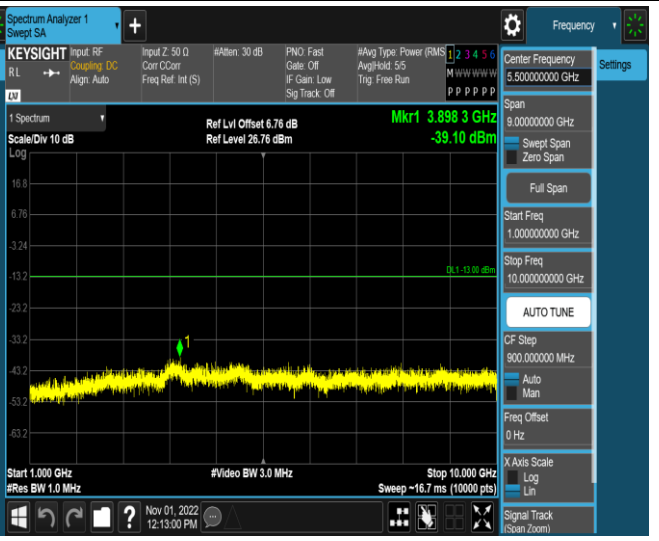 Spectrum Analyzer 1
Swept SA
Frequency
KEYSIGHT
RL
Input: RF
Coupling: DC
Align: Auto
Input Z: 50 Ω
Corr CCorr
Freq Ref: Int (S)
#Atten: 30 dB
PNO: Fast
Gate: Off
IF Gain: Low
Sig Track: Off
#Avg Type: Power (RMS
Avg|Hold: 5/5
Trig: Free Run
1 2 3 4 5 6
M W W W W W
P P P P P P
LXI
1 Spectrum
Scale/Div 10 dB
Ref Lvl Offset 6.76 dB
Ref Level 26.76 dBm
Mkr1 3.898 3 GHz
-39.10 dBm
Log
16.8
6.76
-3.24
-13.2
-23.2
-33.2
-43.2
-53.2
-63.2
DL1 -13.00 dBm
1
Start 1.000 GHz
#Res BW 1.0 MHz
#Video BW 3.0 MHz
Stop 10.000 GHz
Sweep ~16.7 ms (10000 pts)
Nov 01, 2022
12:13:00 PM
Center Frequency
5.500000000 GHz
Span
9.00000000 GHz
Swept Span
Zero Span
Full Span
Start Freq
1.000000000 GHz
Stop Freq
10.000000000 GHz
AUTO TUNE
CF Step
900.000000 MHz
Auto
Man
Freq Offset
0 Hz
X Axis Scale
Log
Lin
Signal Track
(Span Zoom)
Settings